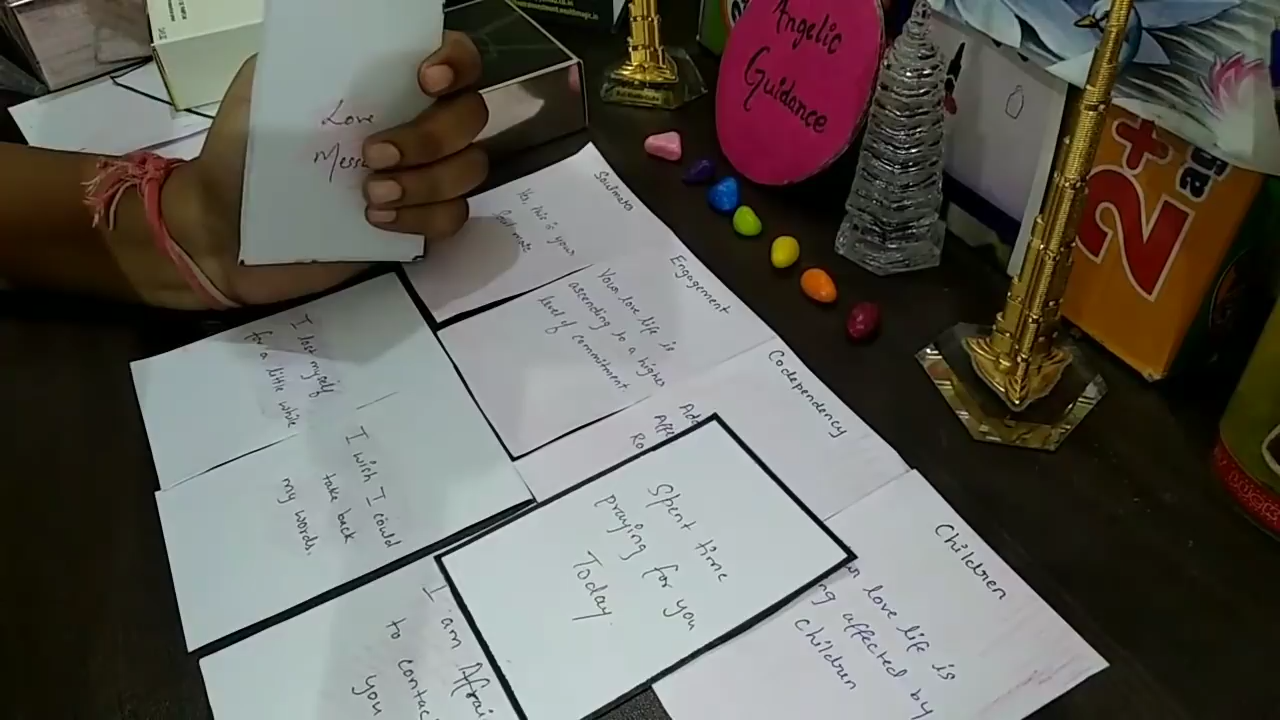 Love
Angelic
Guidance
+
2
Soulmate
Yes, this is your
Soul mate
Engagement
Your love life is
ascending to a higher
level of commitment
Codependency
Children
love life is
affected by
children
I lost myself
for a little while
I wish I could
take back
my words.
Spent time
praying for you
Today.
I am
to
you